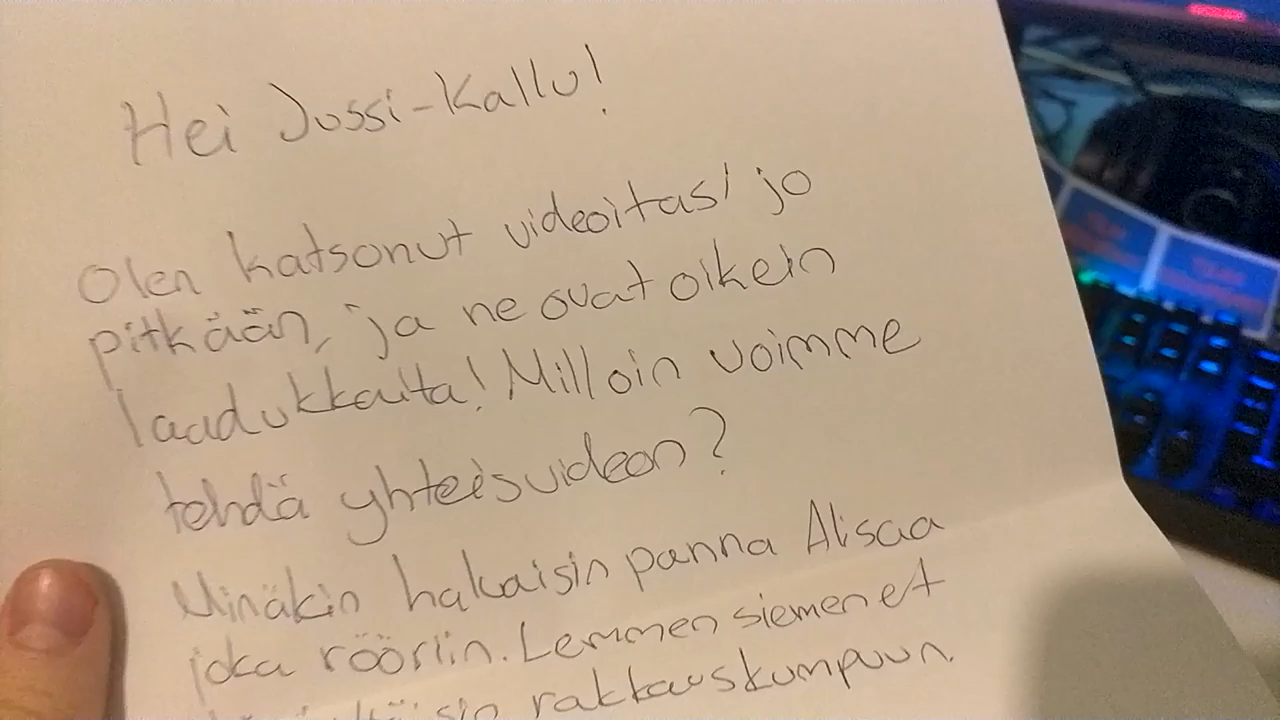 Hei Jussi-Kallu!
Olen katsonut videoitasi jo
pitkään, ja ne ovat oikein
laadukkaita! Milloin voimme
tehdä yhteisvideon?
Minäkin haluaisin panna Alisaa
joka rööriin. Lemmen siemenet
rakkauskumpuun.